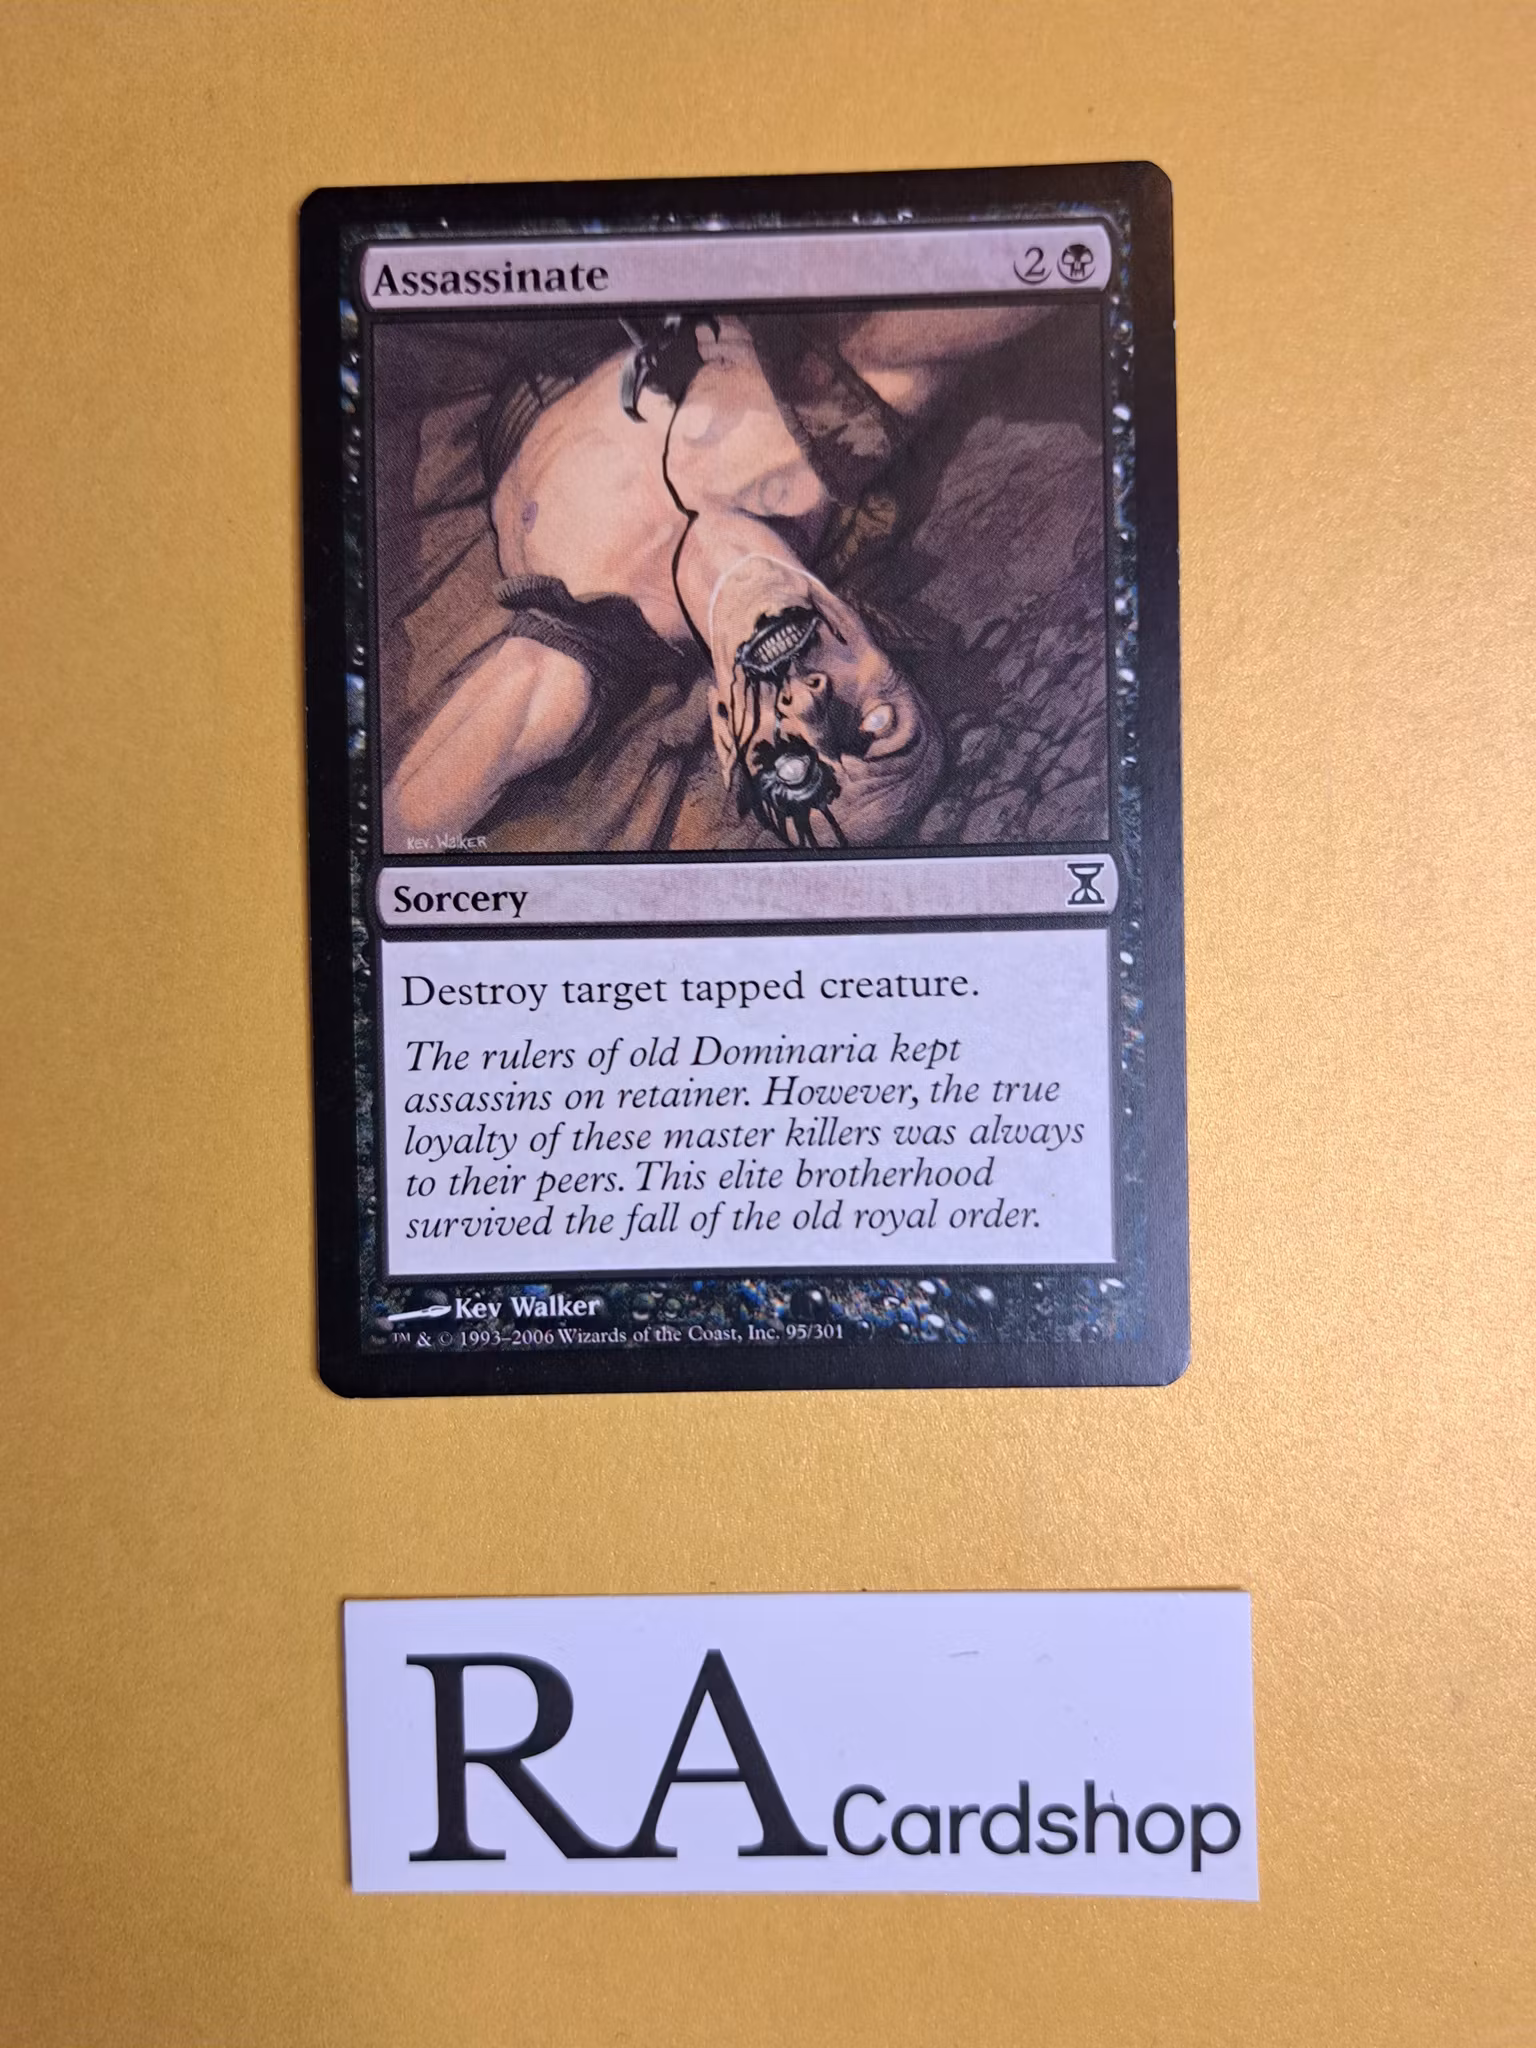 Assassinate 2
Kev. Walker
Sorcery
Destroy target tapped creature.
The rulers of old Dominaria kept
assassins on retainer. However, the true
loyalty of these master killers was always
to their peers. This elite brotherhood
survived the fall of the old royal order.
Kev Walker
™ & © 1993–2006 Wizards of the Coast, Inc. 95/301
RA Cardshop